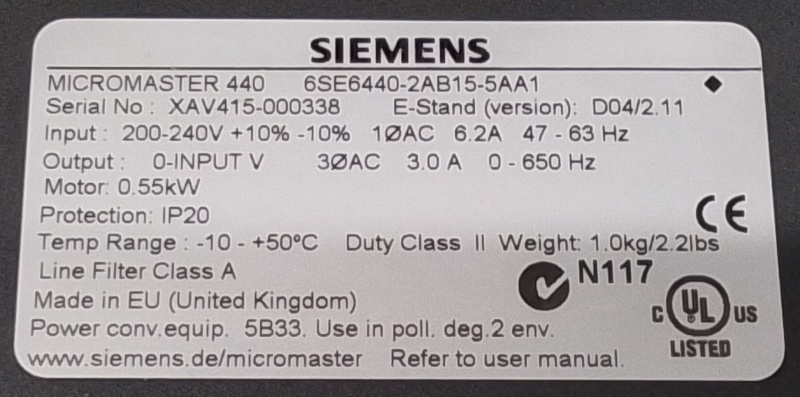 SIEMENS
MICROMASTER 440 6SE6440-2AB15-5AA1
Serial No : XAV415-000338 E-Stand (version): D04/2.11
Input : 200-240V +10% -10% 1ØAC 6.2A 47 - 63 Hz
Output : 0-INPUT V 3ØAC 3.0 A 0 - 650 Hz
Motor: 0.55kW
Protection: IP20
CE
Temp Range : -10 - +50ºC Duty Class II Weight: 1.0kg/2.2lbs
Line Filter Class A
N117
Made in EU (United Kingdom)
C UL US
LISTED
Power conv.equip. 5B33. Use in poll. deg.2 env.
www.siemens.de/micromaster Refer to user manual.